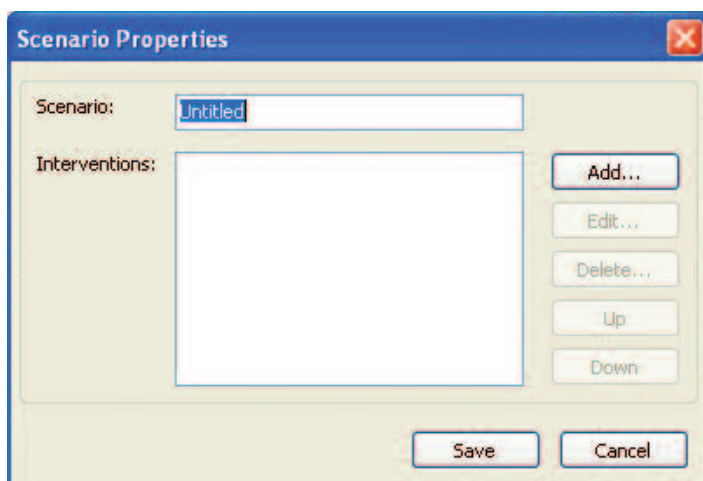 Scenario Properties
Scenario:
Untitled
Interventions:
Add...
Edit...
Delete...
Up
Down
Save
Cancel